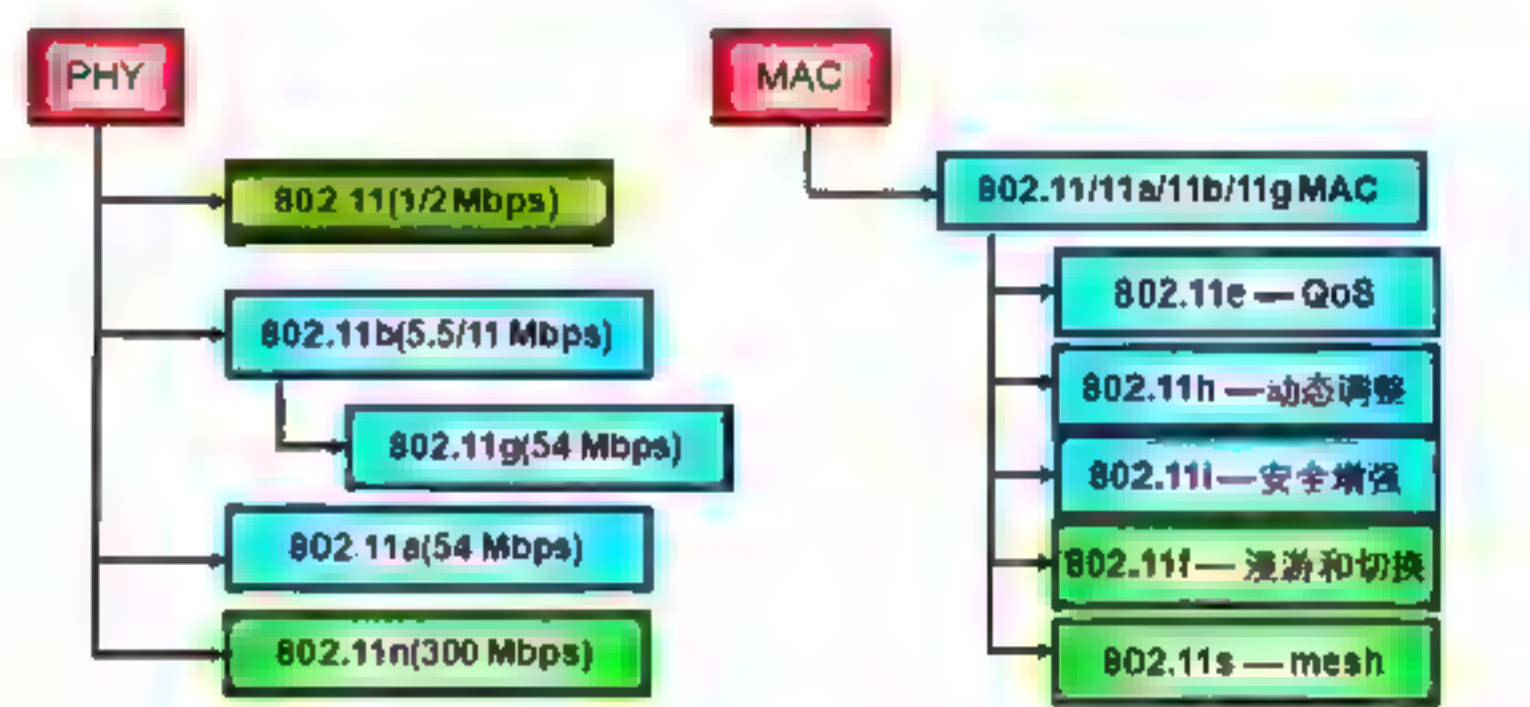 PHY
802.11(1/2Mbps)
802.11b(5.5/11 Mbps)
802.11g(54 Mbps)
802.11a(54 Mbps)
802.11n(300 Mbps)
MAC
802.11/11a/11b/11g MAC
802.11e — QoS
802.11h —动态调整
802.11i—安全增强
802.11f— 漫游和切换
802.11s — mesh